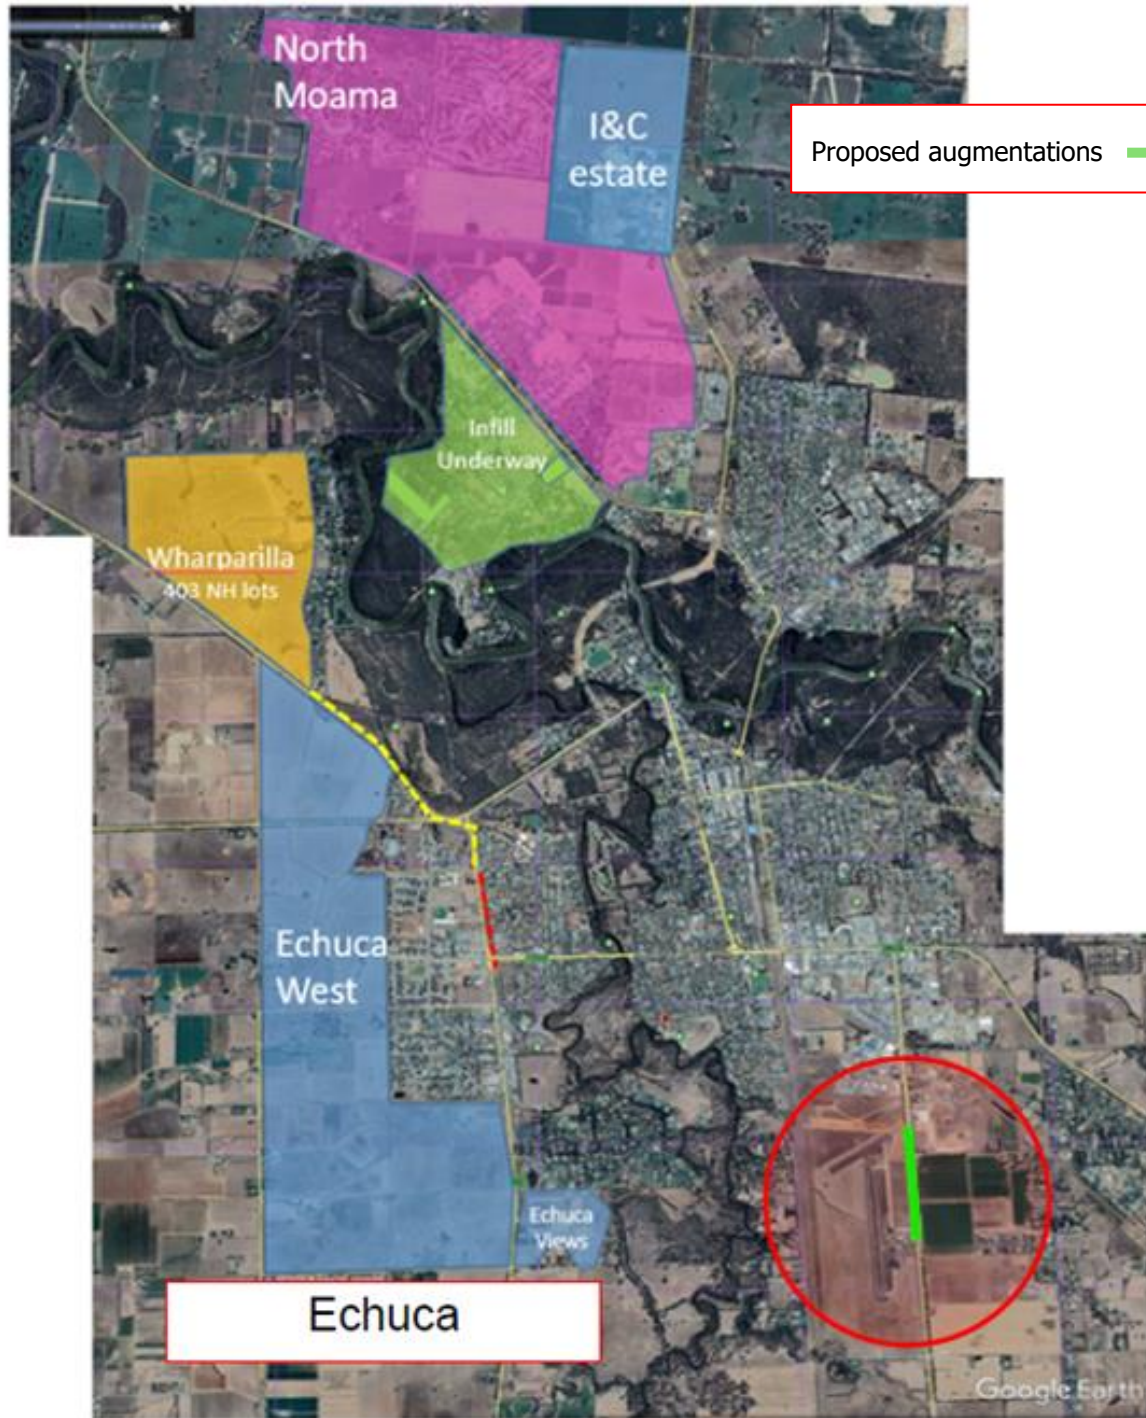 North
Moama
I&C
estate
Proposed augmentations
Infill
Underway
Wharparilla
403 NH lots
Echuca
West
Echuca
Views
Echuca
Google Earth